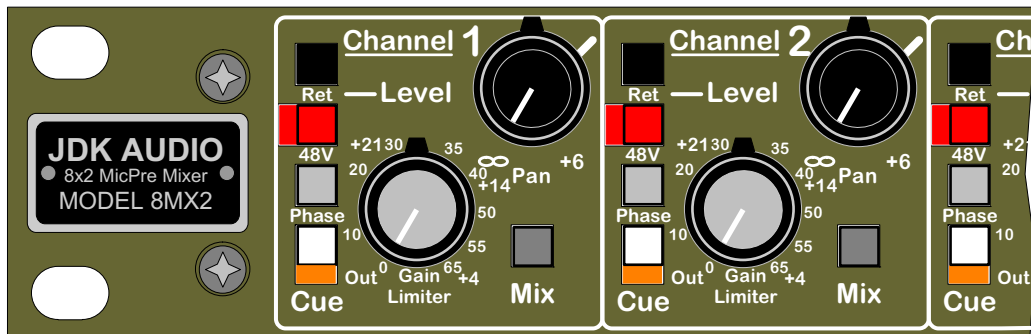 JDK AUDIO
8x2 MicPre Mixer
MODEL 8MX2
Channel 1
Ret
Level
48V
+21
30
35
20
40
∞
+14
Pan
+6
Phase
50
10
55
Out
0
Gain
65
+4
Limiter
Cue
Mix
Channel 2
Ret
Level
48V
+21
30
35
20
40
∞
+14
Pan
+6
Phase
50
10
55
Out
0
Gain
65
+4
Limiter
Cue
Mix
Ch
Ret
48V
+2
20
Phase
10
Out
Cue